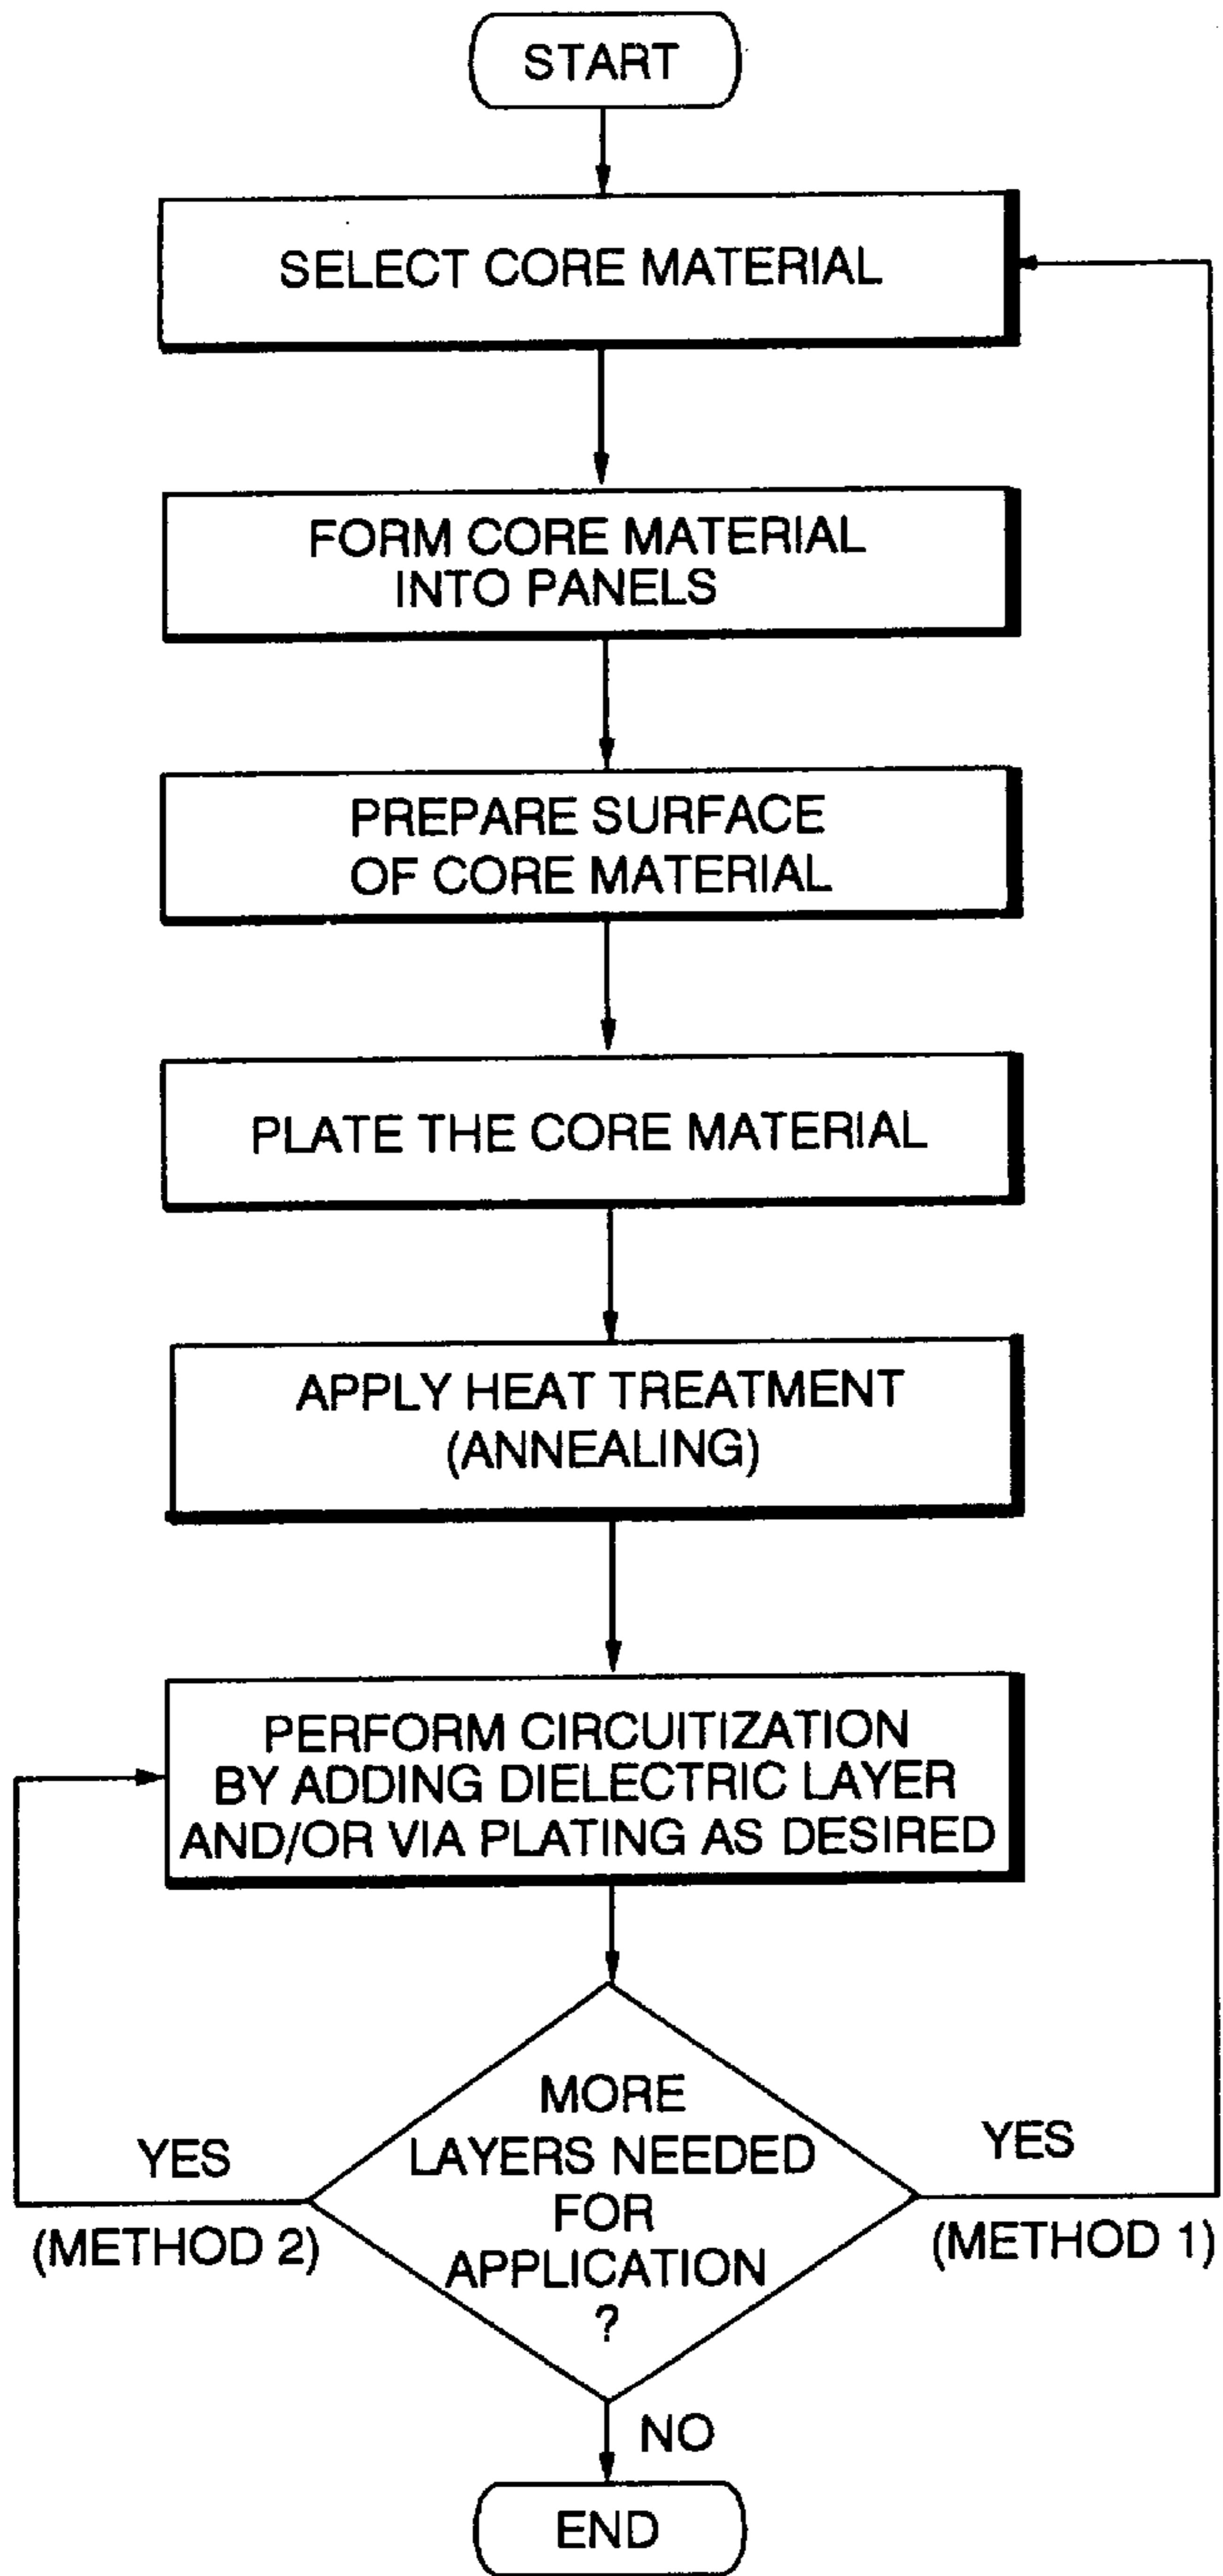 START
SELECT CORE MATERIAL
FORM CORE MATERIAL
INTO PANELS
PREPARE SURFACE
OF CORE MATERIAL
PLATE THE CORE MATERIAL
APPLY HEAT TREATMENT
(ANNEALING)
PERFORM CIRCUITIZATION
BY ADDING DIELECTRIC LAYER
AND/OR VIA PLATING AS DESIRED
MORE
LAYERS NEEDED
FOR
APPLICATION
?
YES
(METHOD 2)
YES
(METHOD 1)
NO
END